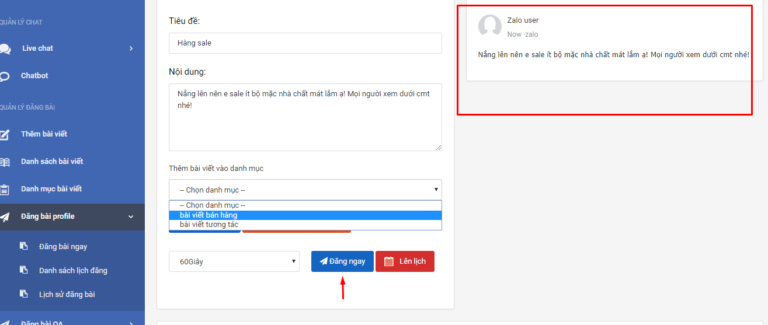 QUẢN LÝ CHAT
Live chat
Chatbot
QUẢN LÝ ĐĂNG BÀI
Thêm bài viết
Danh sách bài viết
Danh mục bài viết
Đăng bài profile
Đăng bài ngay
Danh sách lịch đăng
Lịch sử đăng bài
Đăng bài OA
Tiêu đề:
Hàng sale
Nội dung:
Nắng lên nên e sale ít bộ mặc nhà chất mát lắm ạ! Mọi người xem dưới cmt
nhé!
Thêm bài viết vào danh mục
-- Chọn danh mục --
-- Chọn danh mục --
bài viết bán hàng
bài viết tương tác
60Giây
Đăng ngay
Lên lịch
Zalo user
Now zalo
Nắng lên nên e sale ít bộ mặc nhà chất mát lắm ạ! Mọi người xem dưới cmt nhé!